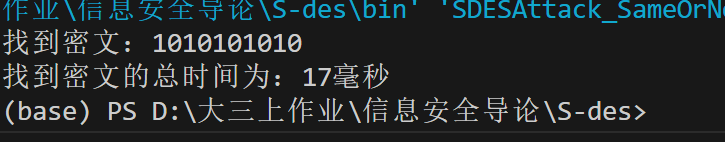 作业\信息安全导论\S-des\bin' 'SDESAttack_SameOrNo
找到密文: 1010101010
找到密文的总时间为: 17毫秒
(base) PS D:\大三上作业\信息安全导论\S-des>